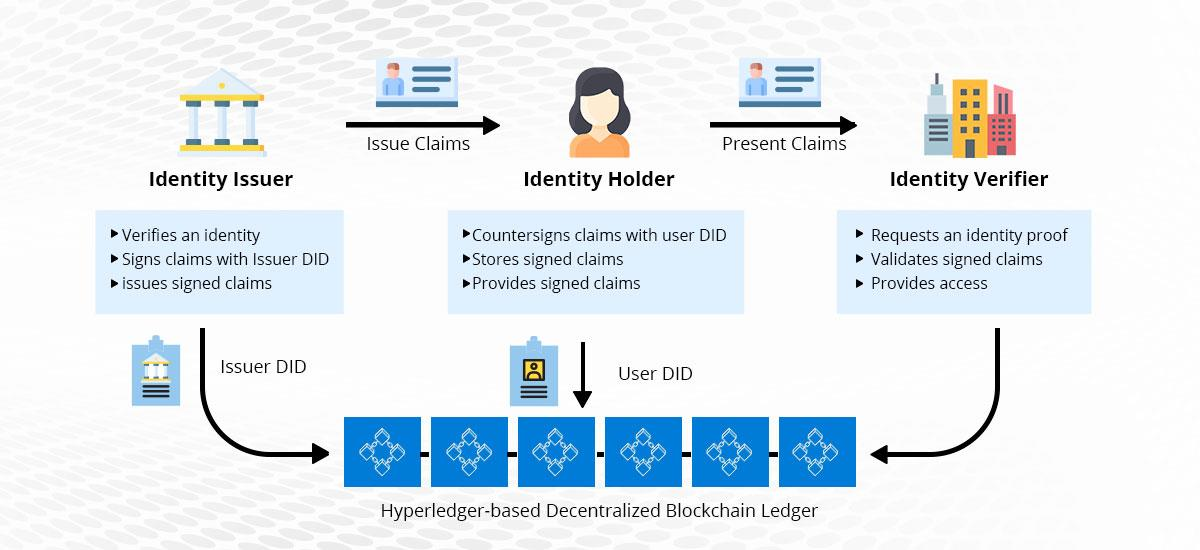 Issue Claims
Present Claims
Identity Issuer
Identity Holder
Identity Verifier
Verifies an identity
Signs claims with Issuer DID
issues signed claims
Countersigns claims with user DID
Stores signed claims
Provides signed claims
Requests an identity proof
Validates signed claims
Provides access
Issuer DID
User DID
Hyperledger-based Decentralized Blockchain Ledger